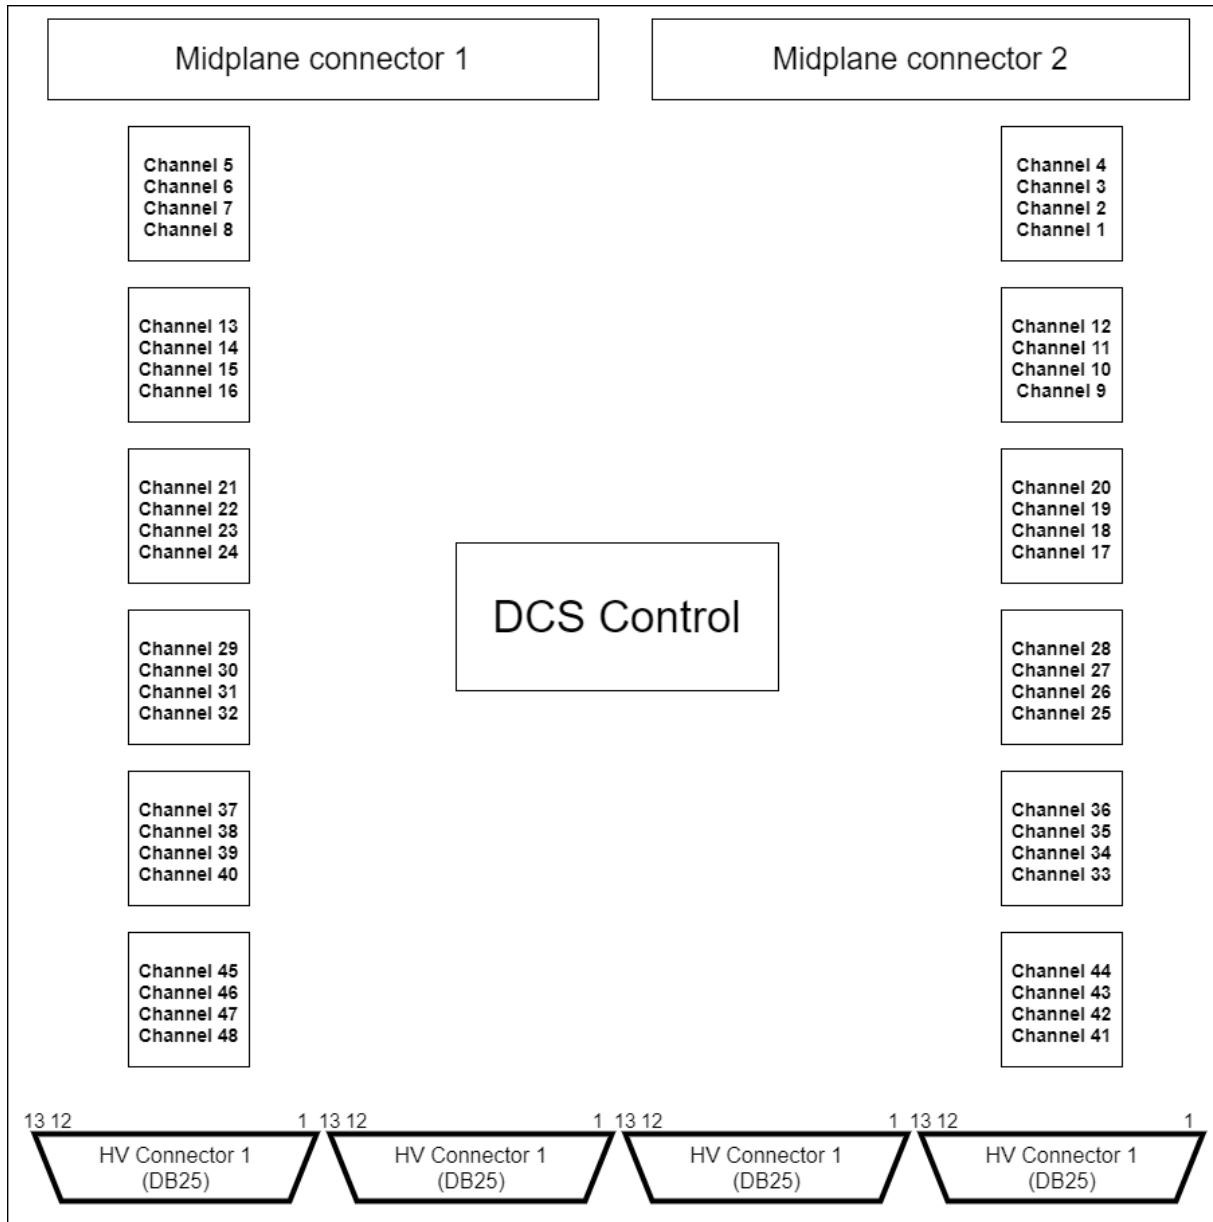 Midplane connector 1
Midplane connector 2
Channel 5
Channel 6
Channel 7
Channel 8
Channel 4
Channel 3
Channel 2
Channel 1
Channel 13
Channel 14
Channel 15
Channel 16
Channel 12
Channel 11
Channel 10
Channel 9
Channel 21
Channel 22
Channel 23
Channel 24
Channel 20
Channel 19
Channel 18
Channel 17
DCS Control
Channel 29
Channel 30
Channel 31
Channel 32
Channel 28
Channel 27
Channel 26
Channel 25
Channel 37
Channel 38
Channel 39
Channel 40
Channel 36
Channel 35
Channel 34
Channel 33
Channel 45
Channel 46
Channel 47
Channel 48
Channel 44
Channel 43
Channel 42
Channel 41
13 12 1
HV Connector 1
(DB25)
13 12 1
HV Connector 1
(DB25)
13 12 1
HV Connector 1
(DB25)
13 12 1
HV Connector 1
(DB25)